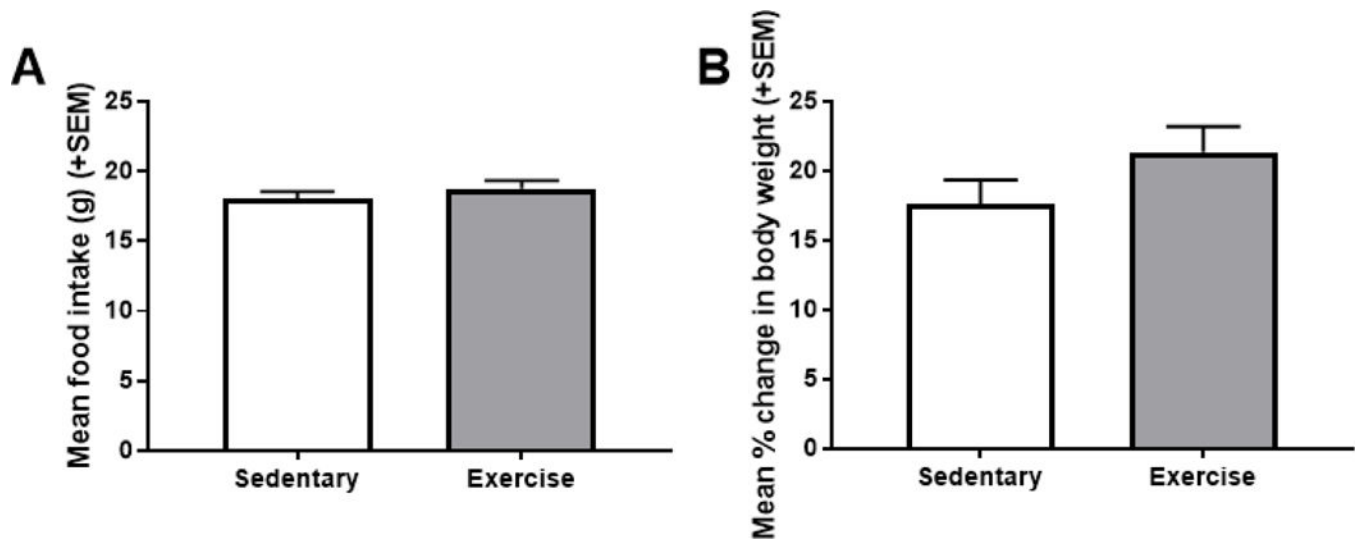 A
Mean food intake (g) (+SEM)
25
20
15
10
5
0
Sedentary Exercise
B
Mean % change in body weight (+SEM)
25
20
15
10
5
0
Sedentary Exercise